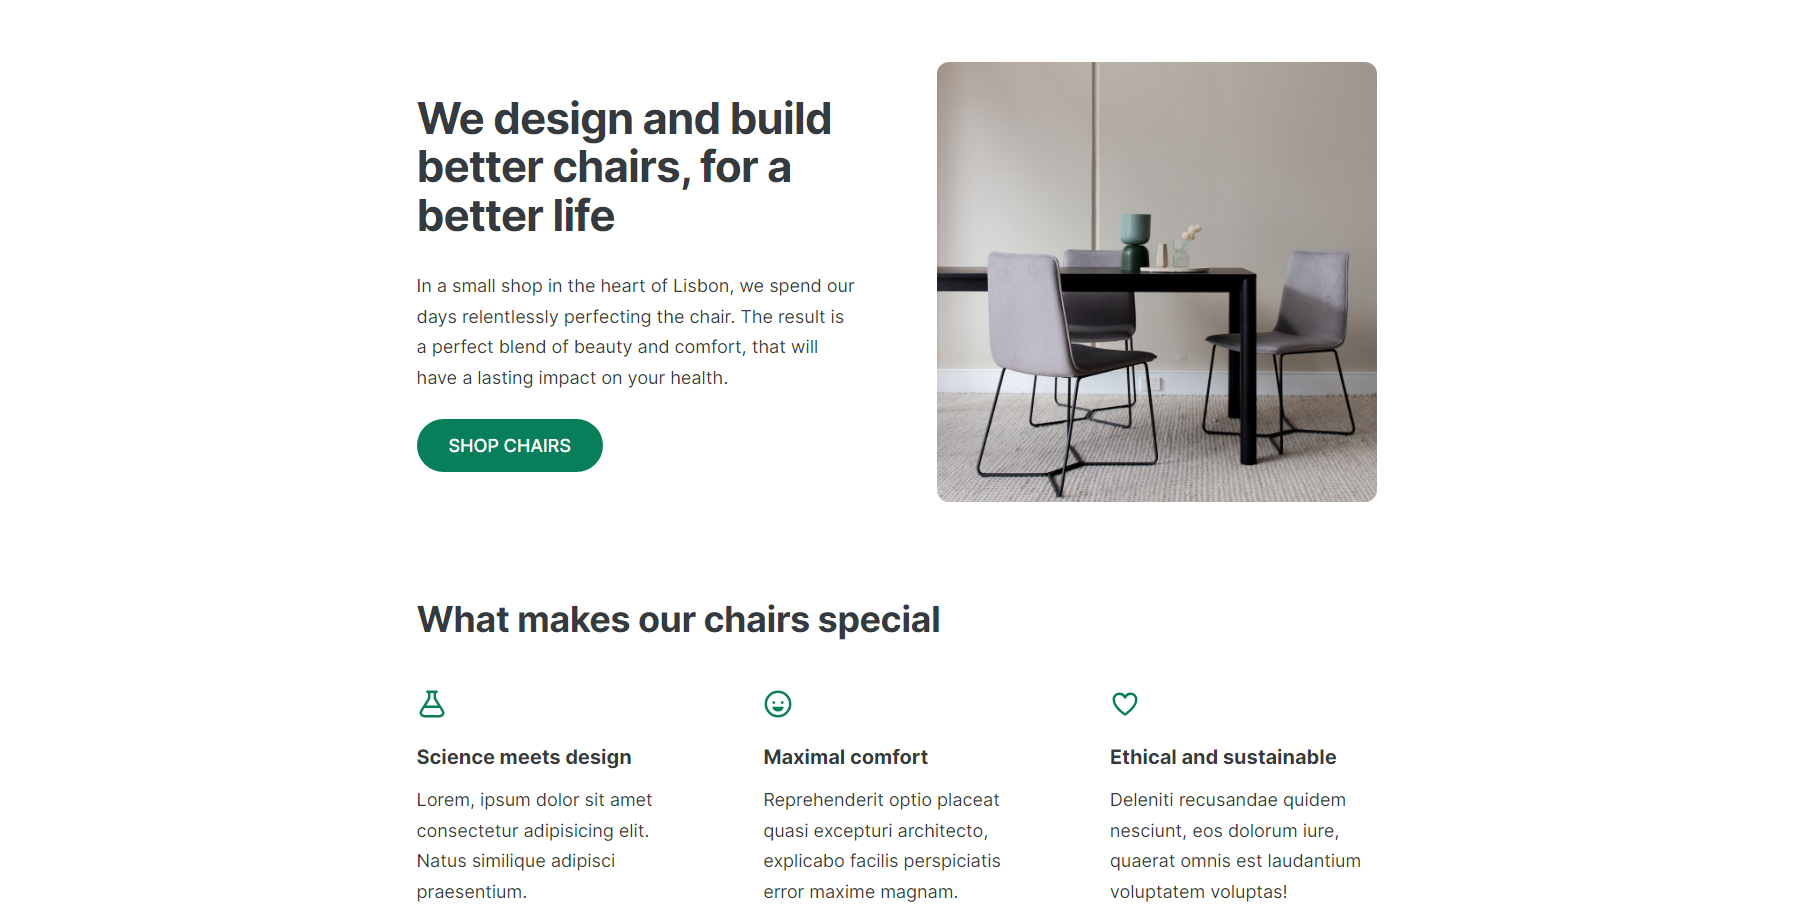 We design and build
better chairs, for a
better life
In a small shop in the heart of Lisbon, we spend our
days relentlessly perfecting the chair. The result is
a perfect blend of beauty and comfort, that will
have a lasting impact on your health.
SHOP CHAIRS
What makes our chairs special
Science meets design
Lorem, ipsum dolor sit amet
consectetur adipisicing elit.
Natus similique adipisci
praesentium.
Maximal comfort
Reprehenderit optio placeat
quasi excepturi architecto,
explicabo facilis perspiciatis
error maxime magnam.
Ethical and sustainable
Deleniti recusandae quidem
nesciunt, eos dolorum iure,
quaerat omnis est laudantium
voluptatem voluptas!